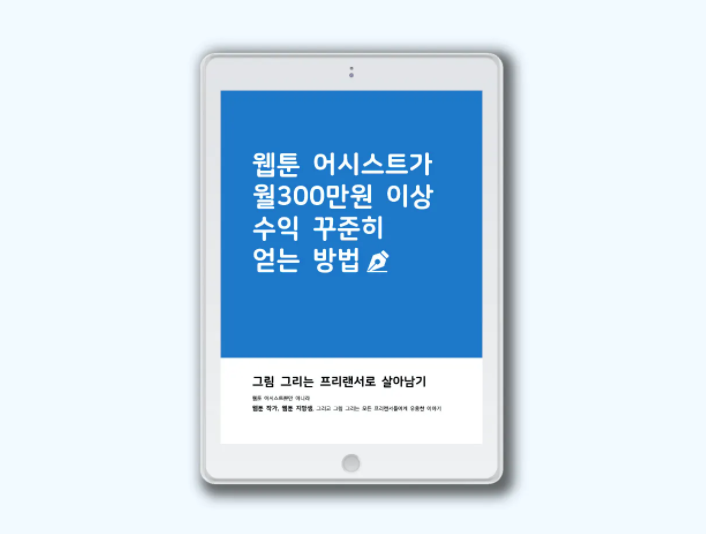 웹툰 어시스트가
월300만원 이상
수익 꾸준히
얻는 방법
그림 그리는 프리랜서로 살아남기
웹툰 어시스트뿐만 아니라
웹툰 작가, 웹툰 지망생, 그리고 그림 그리는 모든 프리랜서들에게 유용한 이야기